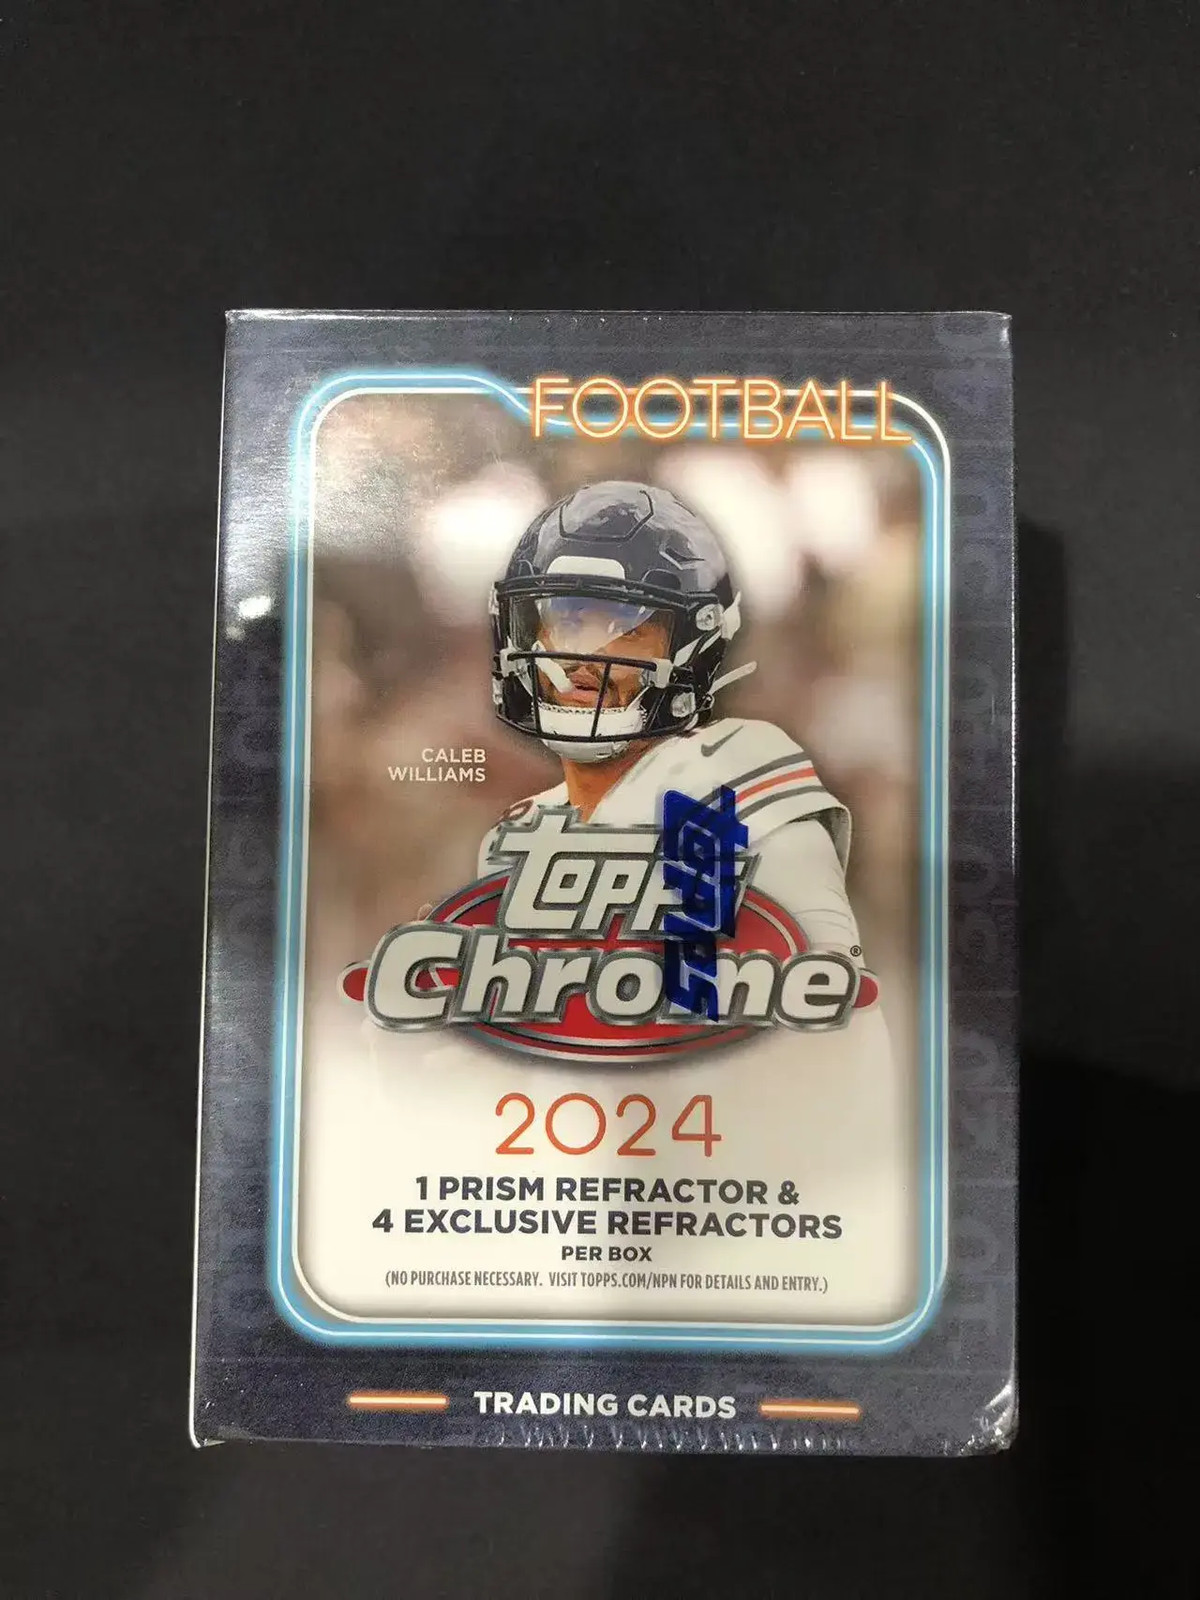 FOOTBALL
CALEB
WILLIAMS
Topps
Chrome®
topps
2024
1 PRISM REFRACTOR &
4 EXCLUSIVE REFRACTORS
PER BOX
(NO PURCHASE NECESSARY. VISIT TOPPS.COM/NPN FOR DETAILS AND ENTRY.)
TRADING CARDS